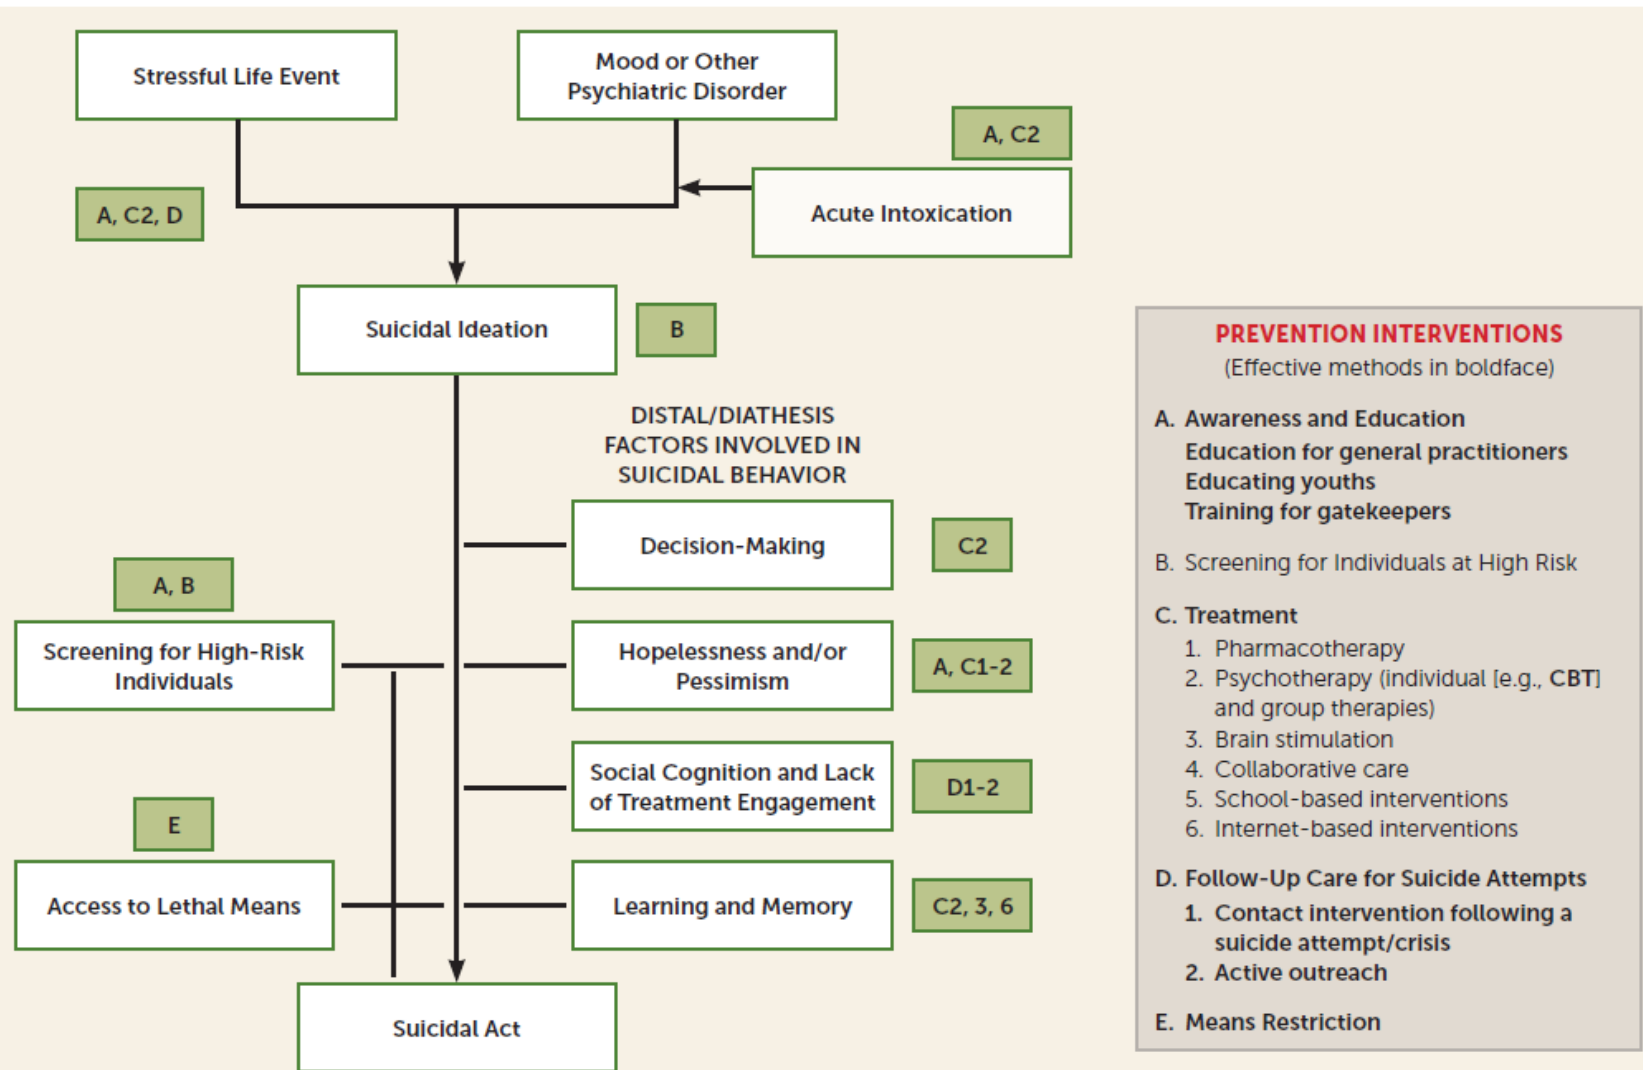 Stressful Life Event
Mood or Other
Psychiatric Disorder
A, C2
Acute Intoxication
A, C2, D
Suicidal Ideation
B
DISTAL/DIATHESIS
FACTORS INVOLVED IN
SUICIDAL BEHAVIOR
Decision-Making
C2
A, B
Screening for High-Risk
Individuals
Hopelessness and/or
Pessimism
A, C1-2
Social Cognition and Lack
of Treatment Engagement
D1-2
E
Access to Lethal Means
Learning and Memory
C2, 3, 6
Suicidal Act
PREVENTION INTERVENTIONS
(Effective methods in boldface)
A. Awareness and Education
Education for general practitioners
Educating youths
Training for gatekeepers
B. Screening for Individuals at High Risk
C. Treatment
1. Pharmacotherapy
2. Psychotherapy (individual [e.g., CBT]
and group therapies)
3. Brain stimulation
4. Collaborative care
5. School-based interventions
6. Internet-based interventions
D. Follow-Up Care for Suicide Attempts
1. Contact intervention following a
suicide attempt/crisis
2. Active outreach
E. Means Restriction